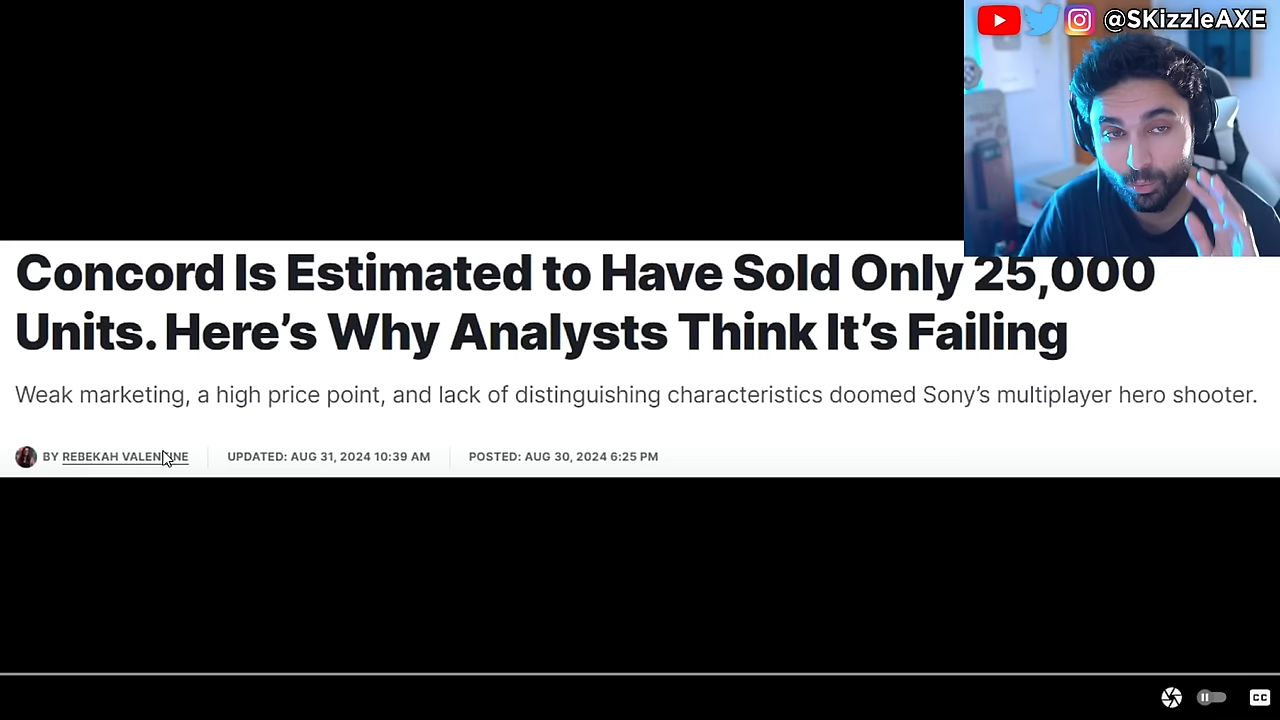 @SKizzleAXE
Concord Is Estimated to Have Sold Only 25,000
Units. Here’s Why Analysts Think It’s Failing
Weak marketing, a high price point, and lack of distinguishing characteristics doomed Sony’s multiplayer hero shooter.
BY REBEKAH VALENTINE UPDATED: AUG 31, 2024 10:39 AM POSTED: AUG 30, 2024 6:25 PM
CC